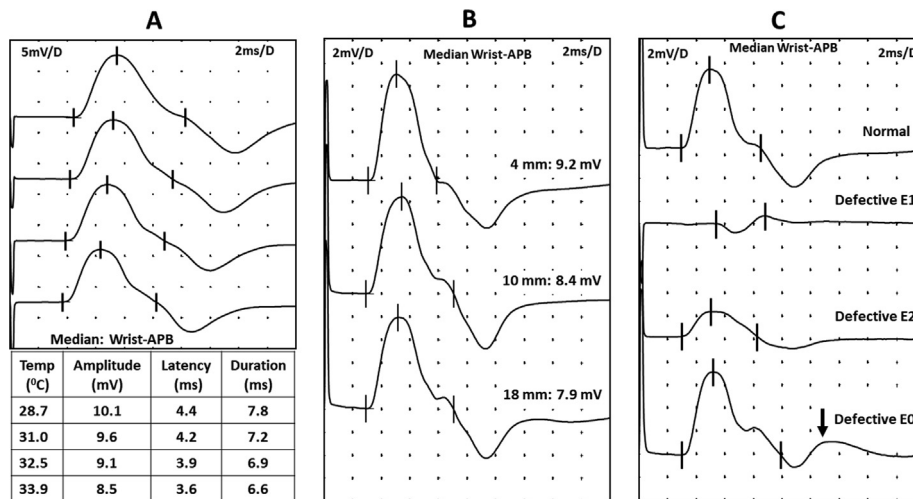 A
5mV/D 2ms/D
Median: Wrist-APB
Temp (⁰C) Amplitude (mV) Latency (ms) Duration (ms)
28.7 10.1 4.4 7.8
31.0 9.6 4.2 7.2
32.5 9.1 3.9 6.9
33.9 8.5 3.6 6.6
B
2mV/D Median Wrist-APB 2ms/D
4 mm: 9.2 mV
10 mm: 8.4 mV
18 mm: 7.9 mV
C
2mV/D Median Wrist-APB 2ms/D
Normal
Defective E1
Defective E2
Defective E0